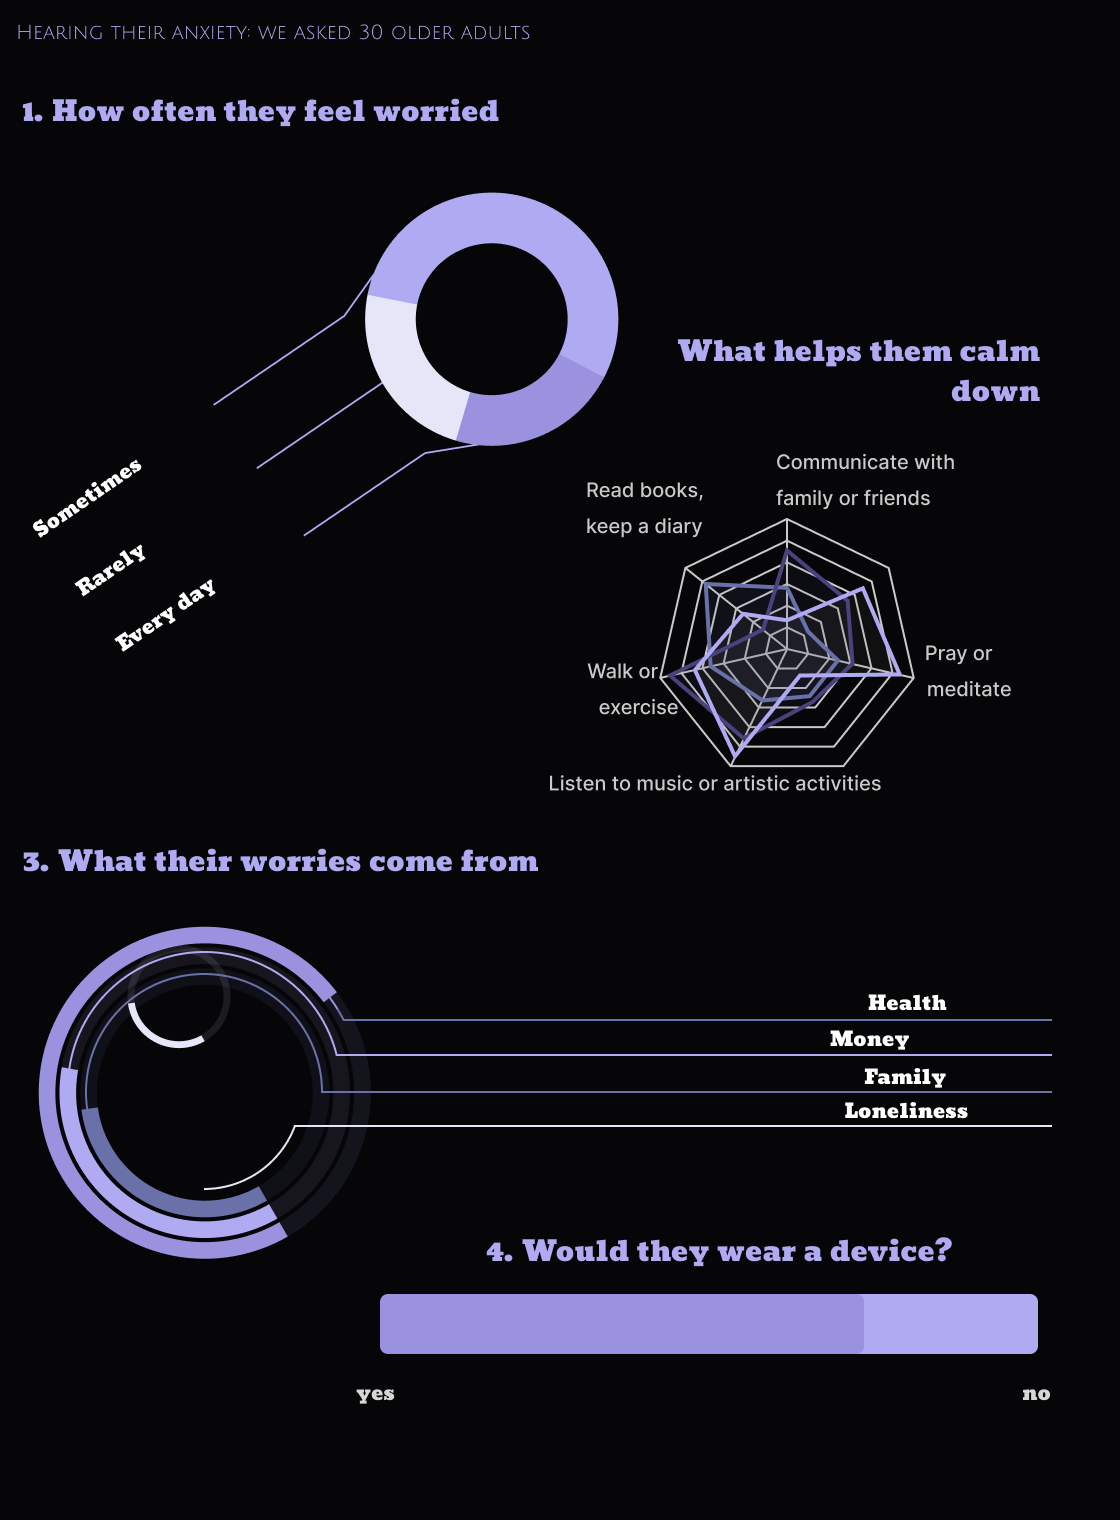 Hearing their anxiety: we asked 30 older adults
1. How often they feel worried
What helps them calm
down
Communicate with
family or friends
Read books,
keep a diary
Sometimes
Rarely
Every day
Walk or
exercise
Pray or
meditate
Listen to music or artistic activities
3. What their worries come from
Health
Money
Family
Loneliness
4. Would they wear a device?
yes
no